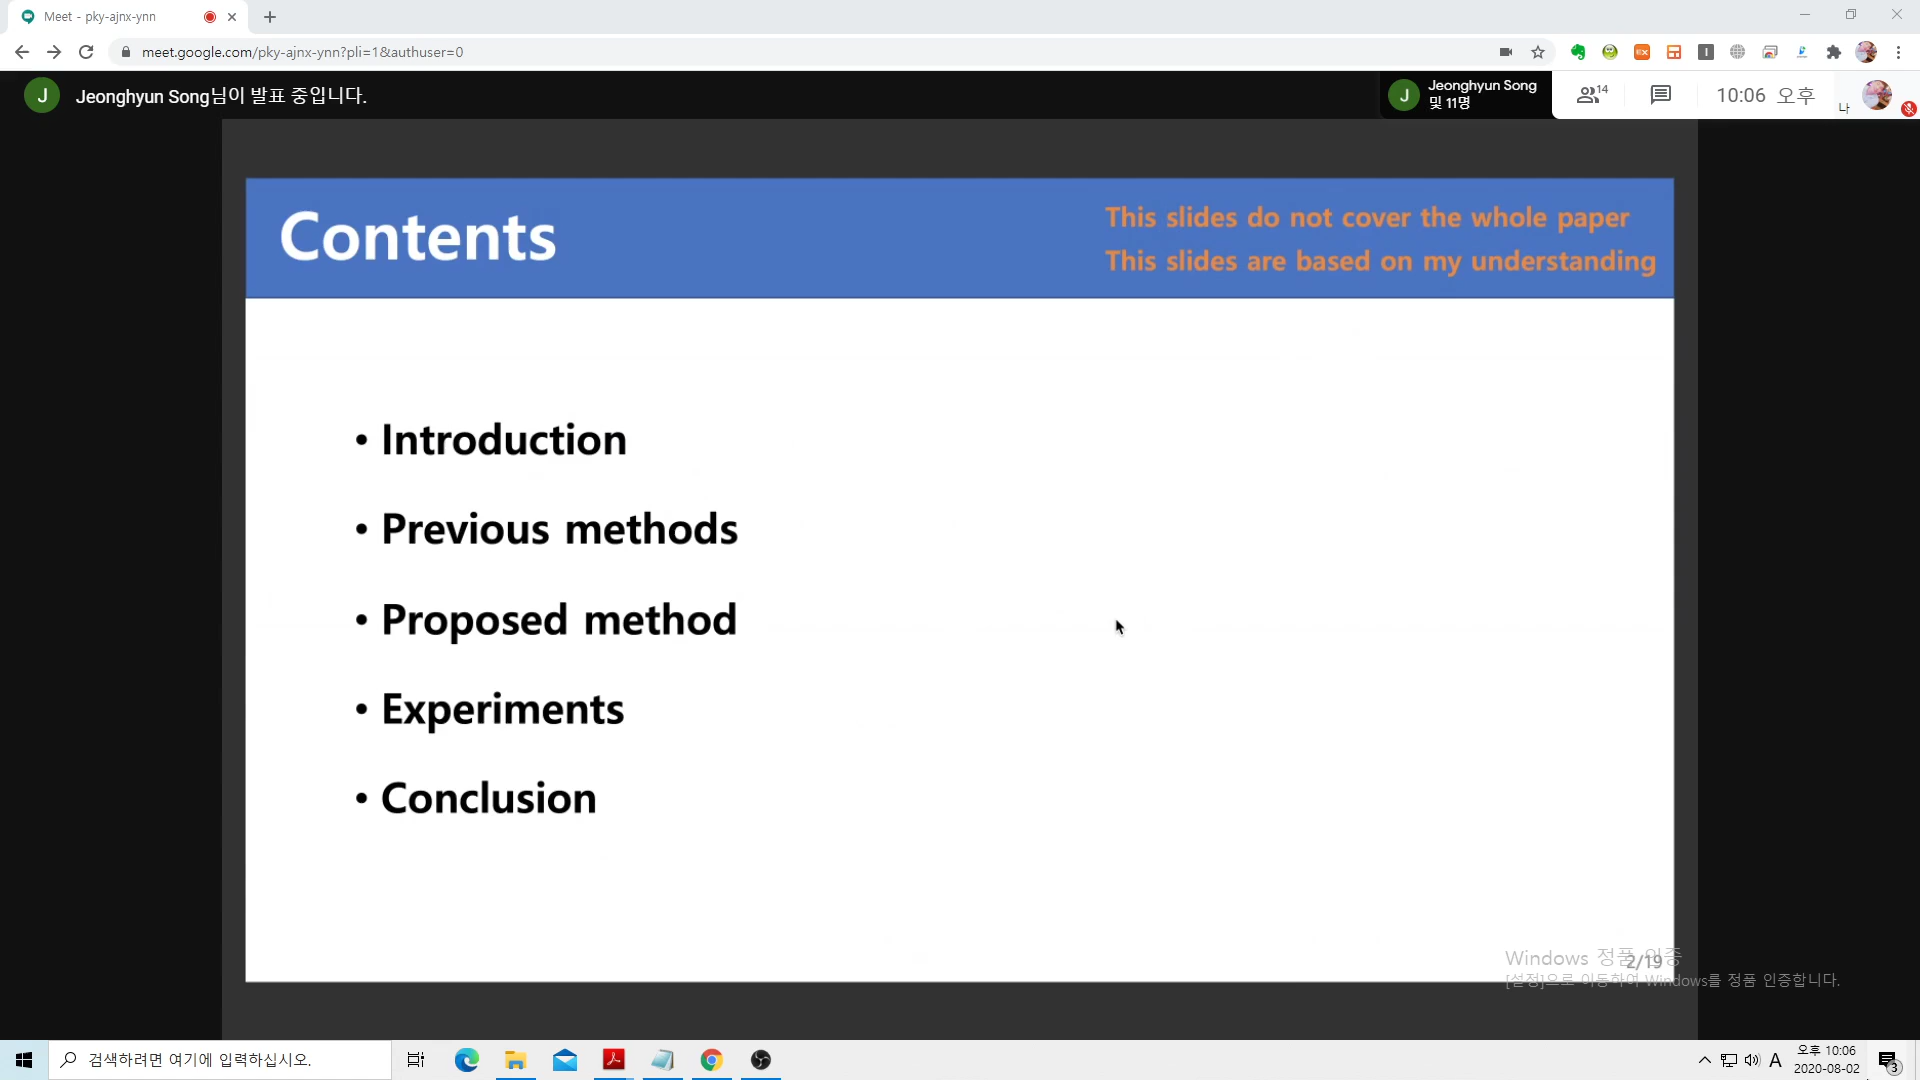 Meet - pky-ajnx-ynn
meet.google.com/pky-ajnx-ynn?pli=1&authuser=0
J
Jeonghyun Song님이 발표 중입니다.
J
Jeonghyun Song
및 11명
14
10:06 오후
나
Contents
This slides do not cover the whole paper
This slides are based on my understanding
• Introduction
• Previous methods
• Proposed method
• Experiments
• Conclusion
Windows 정품 인증
2/19
[설정]으로 이동하여 Windows를 정품 인증합니다.
검색하려면 여기에 입력하십시오.
A
오후 10:06
2020-08-02
3